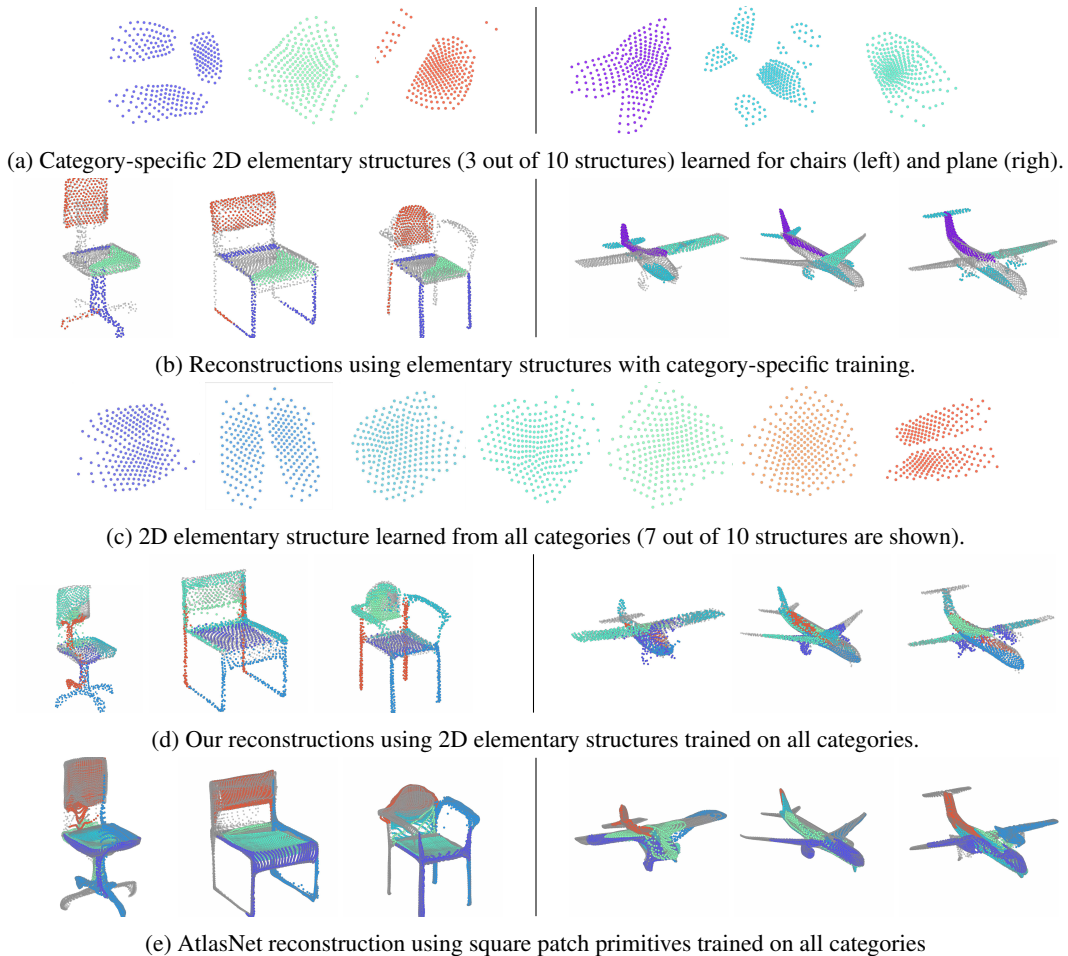 (a) Category-specific 2D elementary structures (3 out of 10 structures) learned for chairs (left) and plane (righ).
(b) Reconstructions using elementary structures with category-specific training.
(c) 2D elementary structure learned from all categories (7 out of 10 structures are shown).
(d) Our reconstructions using 2D elementary structures trained on all categories.
(e) AtlasNet reconstruction using square patch primitives trained on all categories